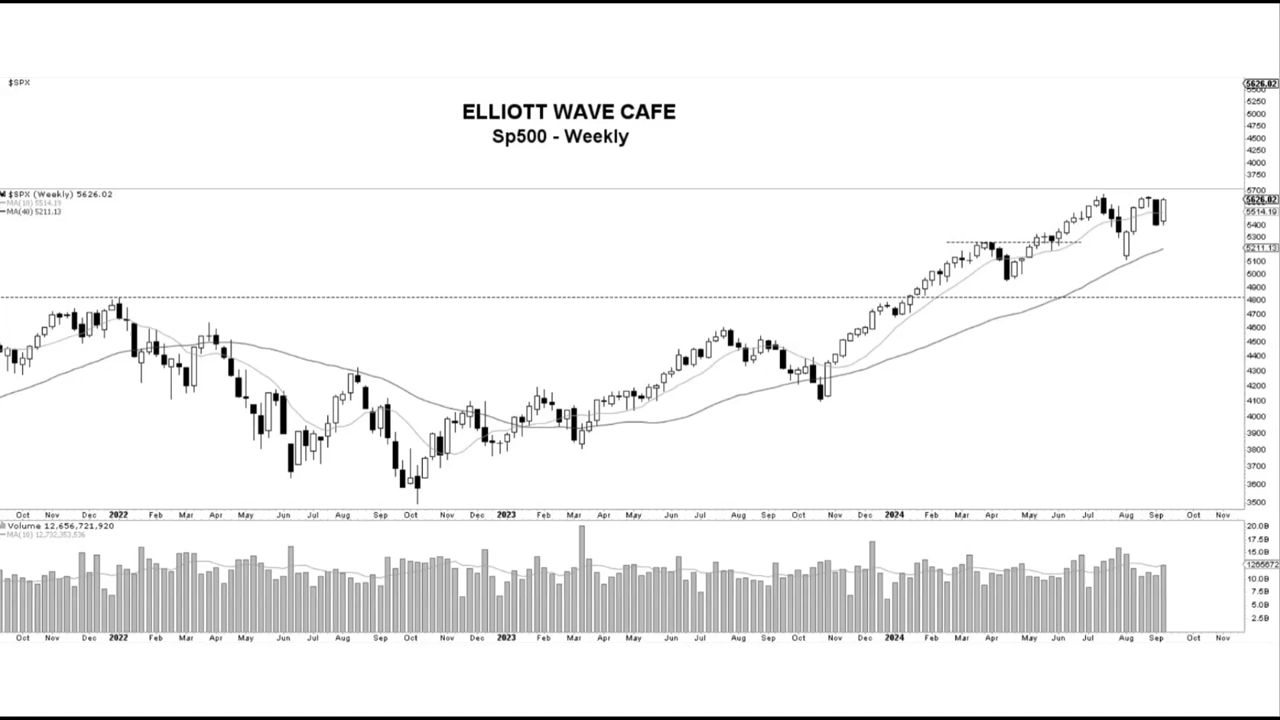 $SPX
ELLIOTT WAVE CAFE
Sp500 - Weekly
5626.02
5500
5250
5000
4750
4500
4250
4000
3750
$SPX (Weekly) 5626.02
MA(10) 5514.19
MA(40) 5211.13
5700
5626.02
5514.19
5400
5300
5211.13
5100
5000
4900
4800
4700
4600
4500
4400
4300
4200
4100
4000
3900
3800
3700
3600
3500
Oct Nov Dec 2022 Feb Mar Apr May Jun Jul Aug Sep Oct Nov Dec 2023 Feb Mar Apr May Jun Jul Aug Sep Oct Nov Dec 2024 Feb Mar Apr May Jun Jul Aug Sep Oct Nov
Volume 12,656,721,920
MA(10) 12,732,353,536
20.0B
17.5B
15.0B
10.0B
7.5B
5.0B
2.5B
Oct Nov Dec 2022 Feb Mar Apr May Jun Jul Aug Sep Oct Nov Dec 2023 Feb Mar Apr May Jun Jul Aug Sep Oct Nov Dec 2024 Feb Mar Apr May Jun Jul Aug Sep Oct Nov